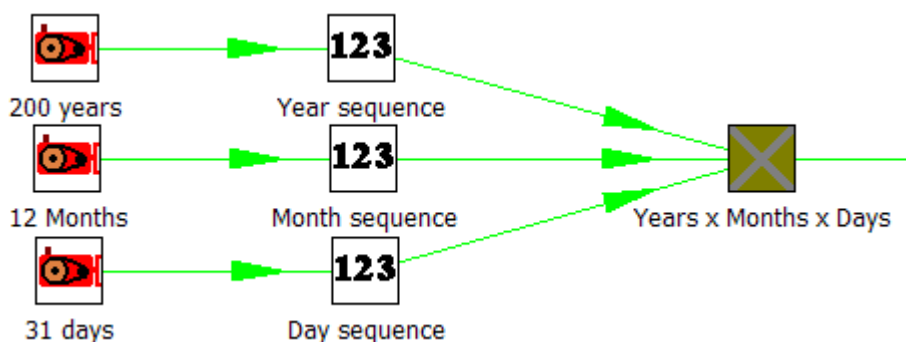 123
200 years
Year sequence
123
12 Months
Month sequence
Years x Months x Days
123
31 days
Day sequence